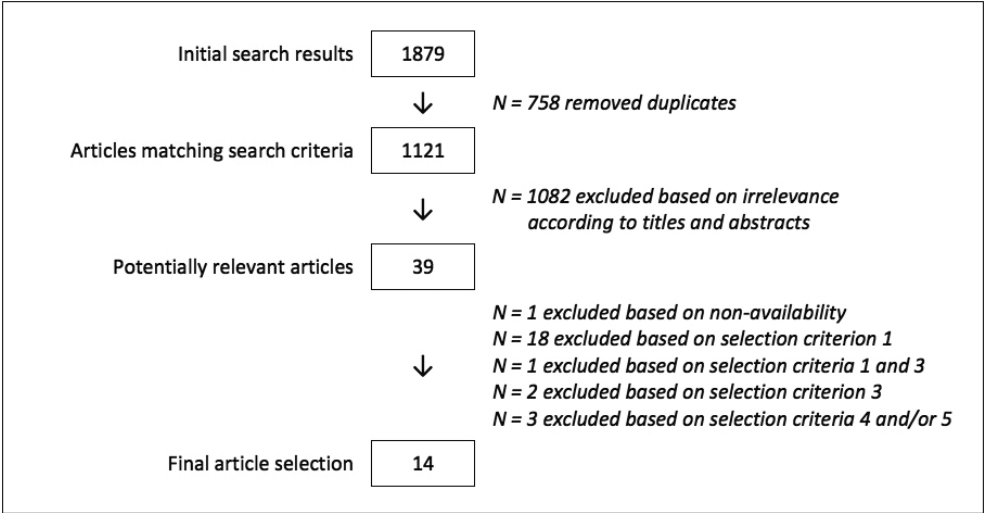 Initial search results 1879
↓ N = 758 removed duplicates
Articles matching search criteria 1121
↓ N = 1082 excluded based on irrelevance
according to titles and abstracts
Potentially relevant articles 39
N = 1 excluded based on non-availability
N = 18 excluded based on selection criterion 1
↓ N = 1 excluded based on selection criteria 1 and 3
N = 2 excluded based on selection criterion 3
N = 3 excluded based on selection criteria 4 and/or 5
Final article selection 14